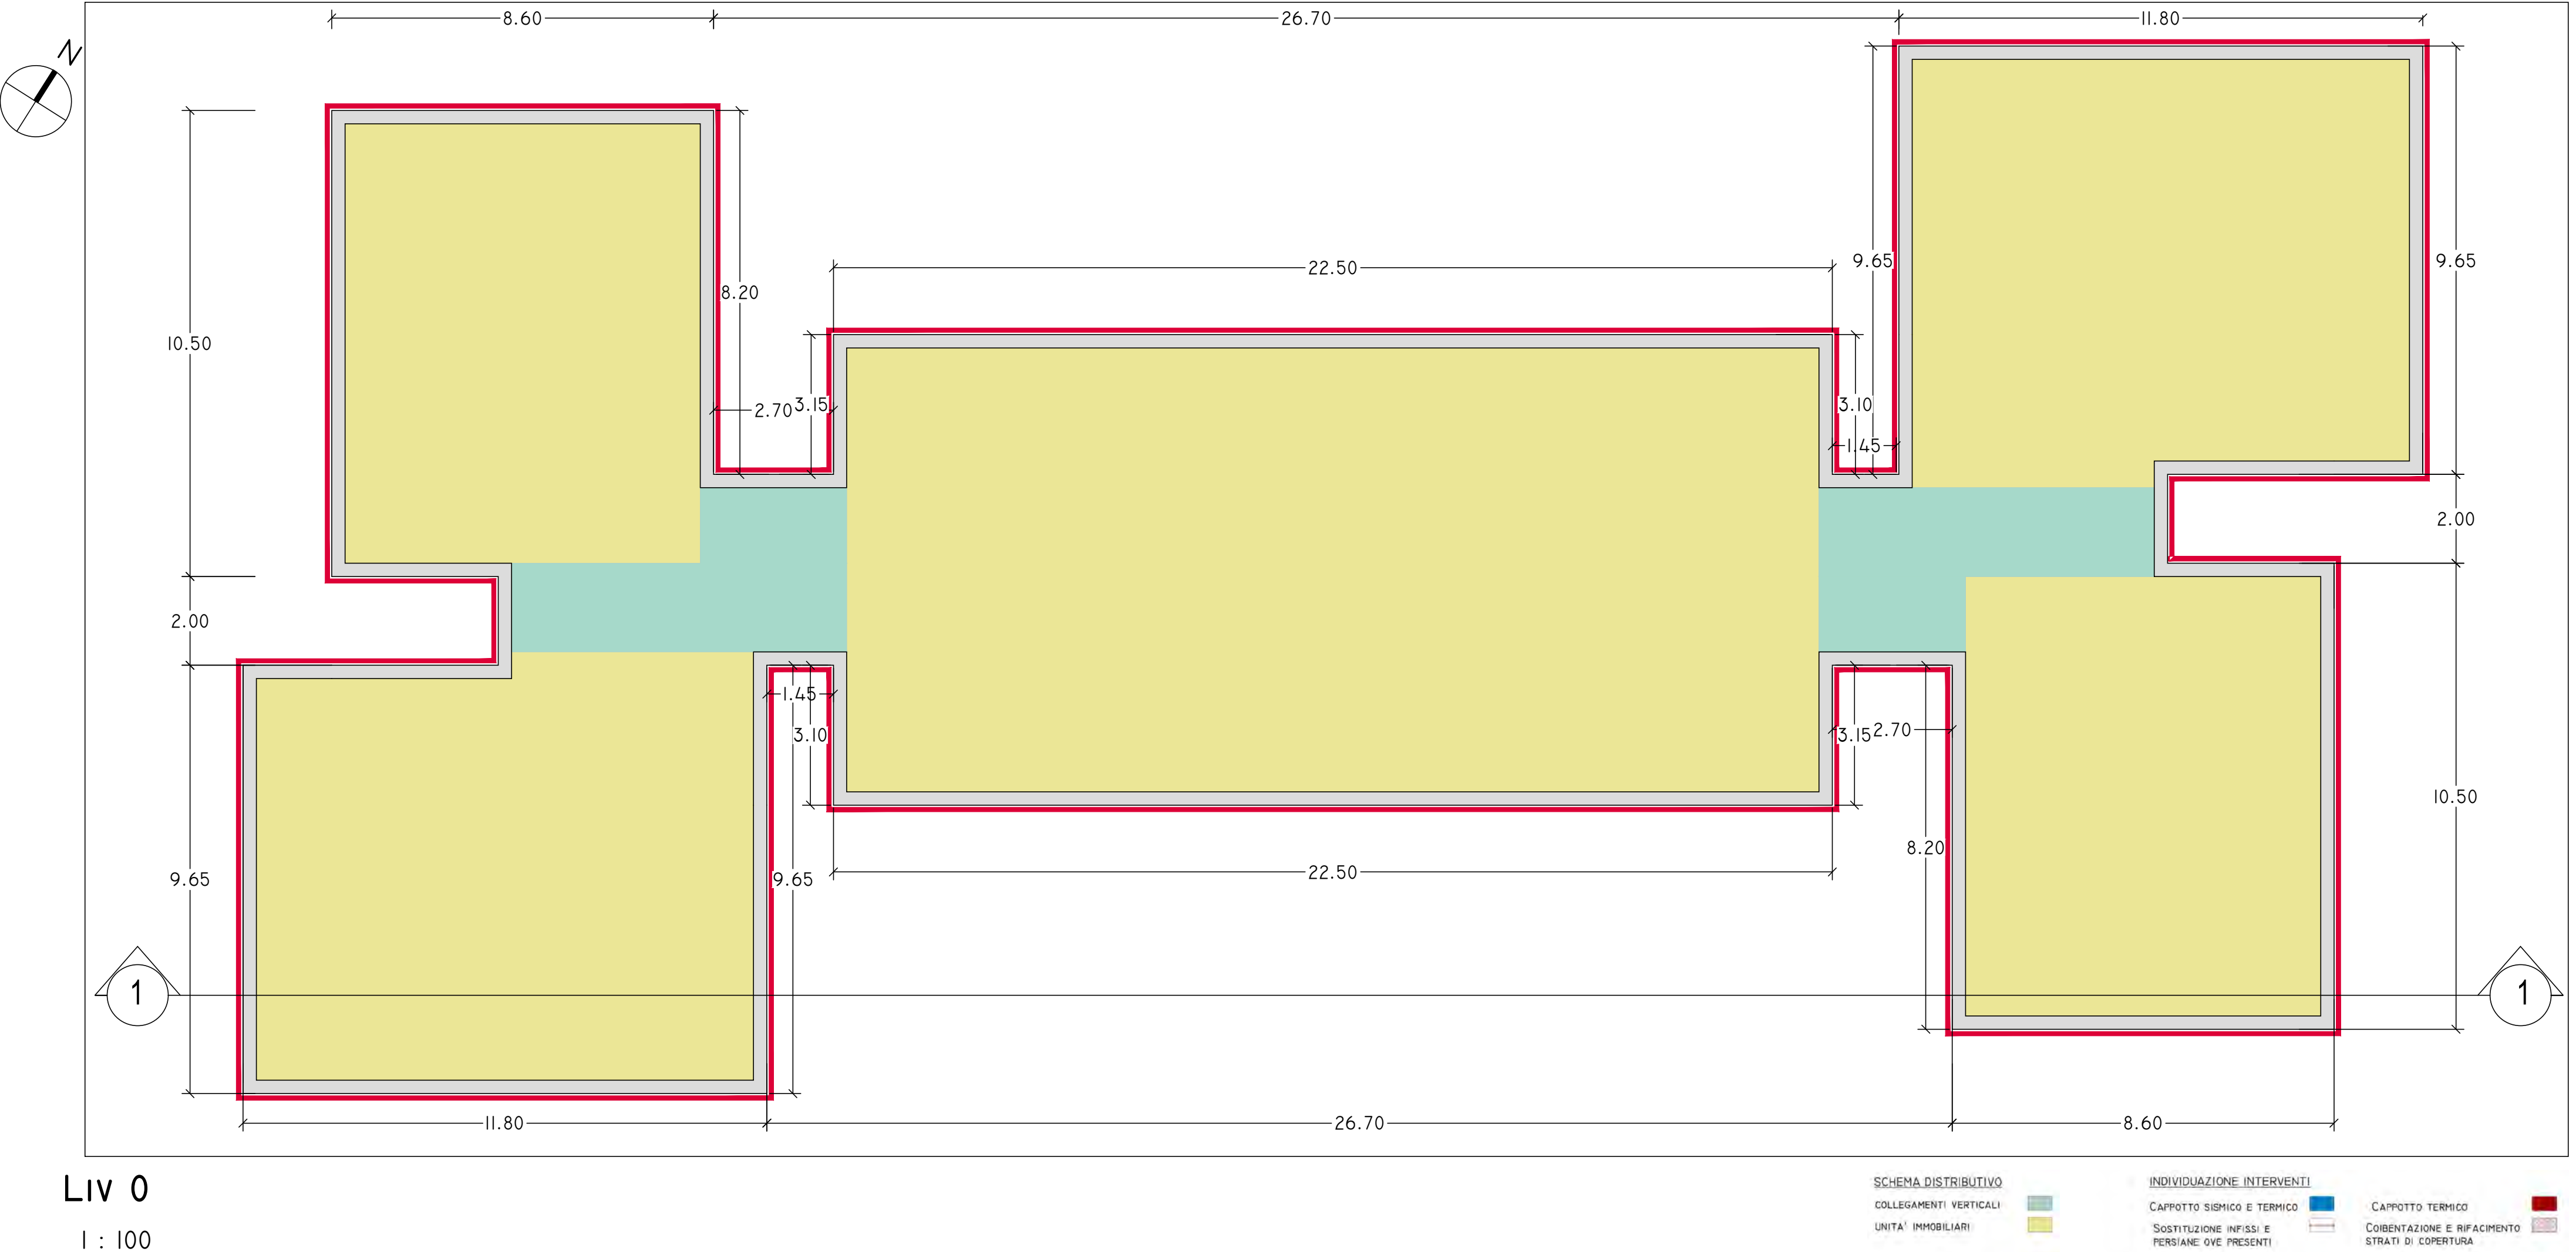 8.60
26.70
11.80
N
9.65
9.65
22.50
8.20
10.50
2.70
3.15
3.10
1.45
2.00
2.00
1.45
3.10
3.15
2.70
10.50
8.20
22.50
9.65
9.65
1
1
11.80
26.70
8.60
LIV 0
1 : 100
SCHEMA DISTRIBUTIVO
COLLEGAMENTI VERTICALI
UNITA' IMMOBILIARI
INDIVIDUAZIONE INTERVENTI
CAPPOTTO SISMICO E TERMICO
SOSTITUZIONE INFISSI E
PERSIANE OVE PRESENTI
CAPPOTTO TERMICO
COIBENTAZIONE E RIFACIMENTO
STRATI DI COPERTURA